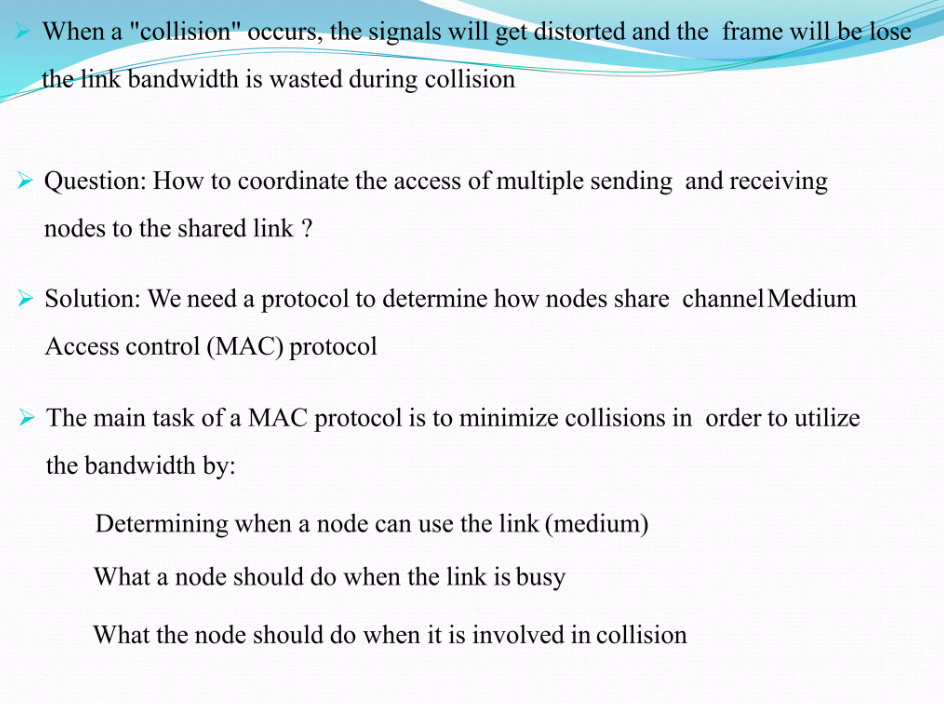 When a "collision" occurs, the signals will get distorted and the frame will be lose
the link bandwidth is wasted during collision
Question: How to coordinate the access of multiple sending and receiving
nodes to the shared link ?
Solution: We need a protocol to determine how nodes share channelMedium
Access control (MAC) protocol
The main task of a MAC protocol is to minimize collisions in order to utilize
the bandwidth by:
Determining when a node can use the link (medium)
What a node should do when the link is busy
What the node should do when it is involved in collision